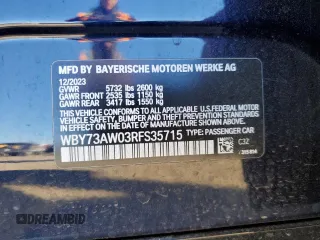 MFD BY BAYERISCHE MOTOREN WERKE AG
12/2023
GVWR 5732 lbs 2600 kg
GAWR FRONT 2535 lbs 1150 kg
GAWR REAR 3417 lbs 1550 kg
THIS VEHICLE CONFORMS TO ALL APPLICABLE FEDERAL
MOTOR VEHICLE SAFETY, BUMPER, AND THEFT PREVENTION
STANDARDS IN EFFECT ON THE DATE OF MANUFACTURE
SHOWN ABOVE.
WBY73AW03RFS35715 TYPE: PASSENGER CAR
C32
DREAMBID